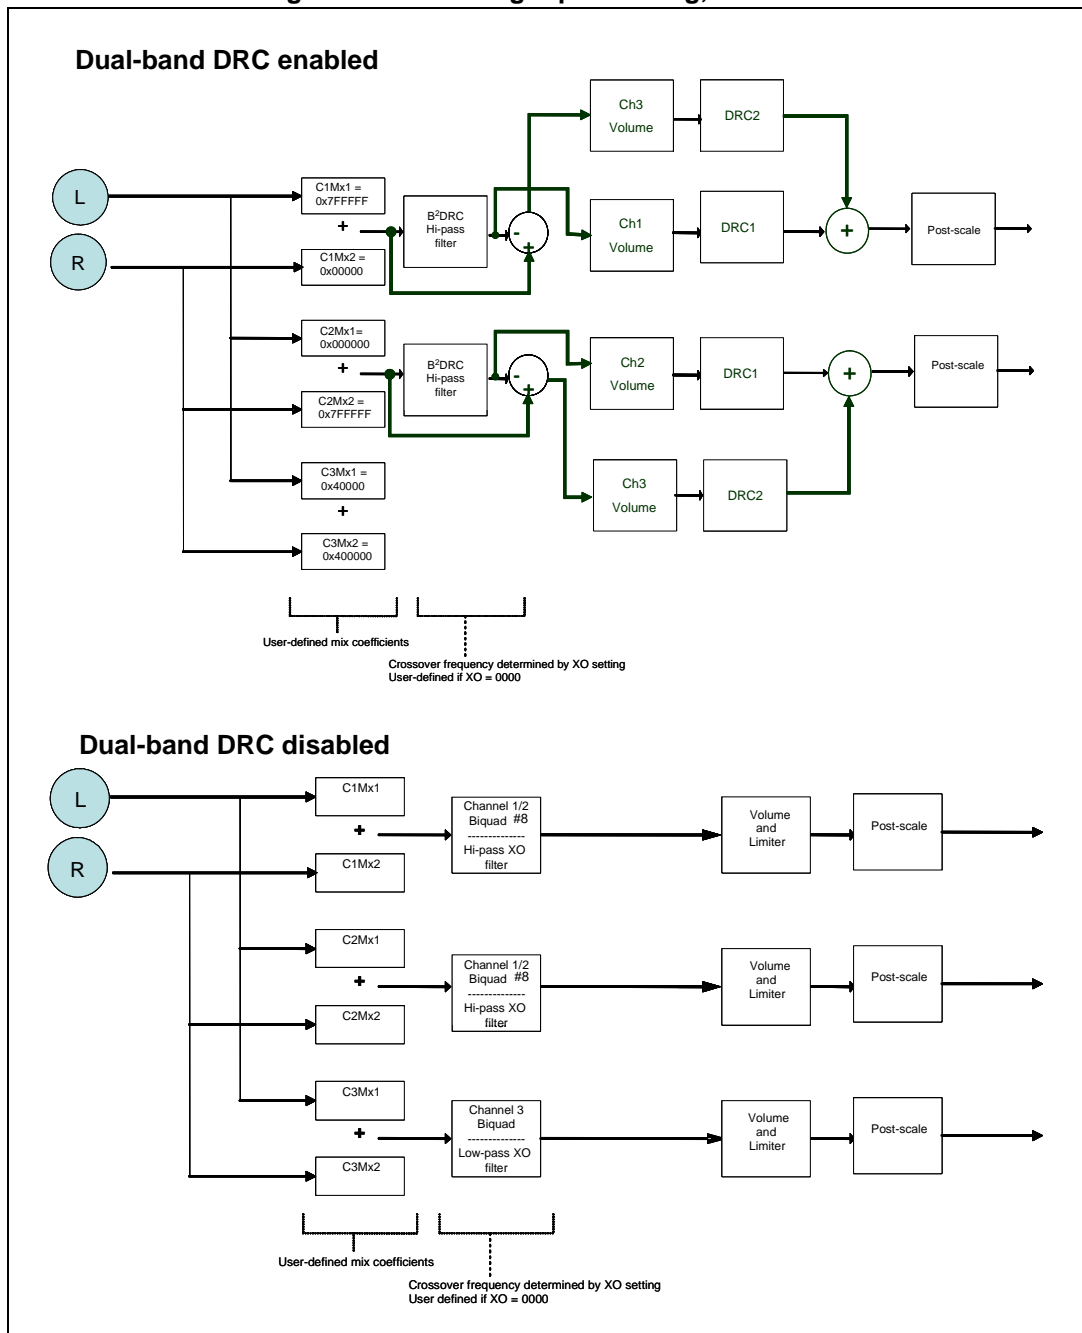 Dual-band DRC enabled
Ch3
Volume
DRC2
L
C1Mx1 =
0x7FFFFF
+
B²DRC
Hi-pass
filter
-
+
Ch1
Volume
DRC1
+
Post-scale
R
C1Mx2 =
0x00000
C2Mx1=
0x000000
+
B²DRC
Hi-pass
filter
-
+
Ch2
Volume
DRC1
+
Post-scale
C2Mx2 =
0x7FFFFF
C3Mx1 =
0x40000
+
Ch3
Volume
DRC2
C3Mx2 =
0x400000
User-defined mix coefficients
Crossover frequency determined by XO setting
User-defined if XO = 0000
Dual-band DRC disabled
L
C1Mx1
+
Channel 1/2
Biquad #8
--------------
Hi-pass XO
filter
Volume
and
Limiter
Post-scale
R
C1Mx2
C2Mx1
+
Channel 1/2
Biquad #8
--------------
Hi-pass XO
filter
Volume
and
Limiter
Post-scale
C2Mx2
C3Mx1
+
Channel 3
Biquad
--------------
Low-pass XO
filter
Volume
and
Limiter
Post-scale
C3Mx2
User-defined mix coefficients
Crossover frequency determined by XO setting
User defined if XO = 0000